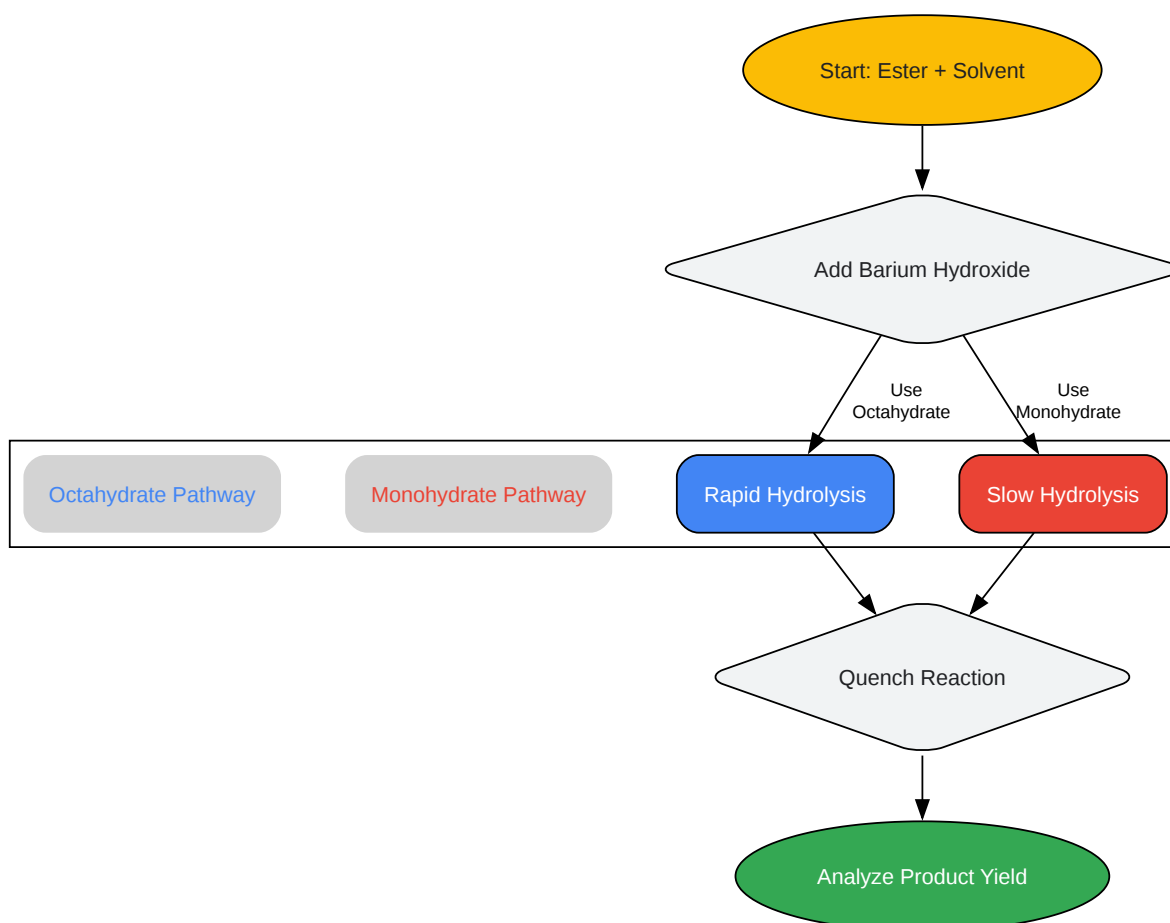 Start: Ester + Solvent
Add Barium Hydroxide
Use
Octahydrate
Use
Monohydrate
Octahydrate Pathway
Monohydrate Pathway
Rapid Hydrolysis
Slow Hydrolysis
Quench Reaction
Analyze Product Yield